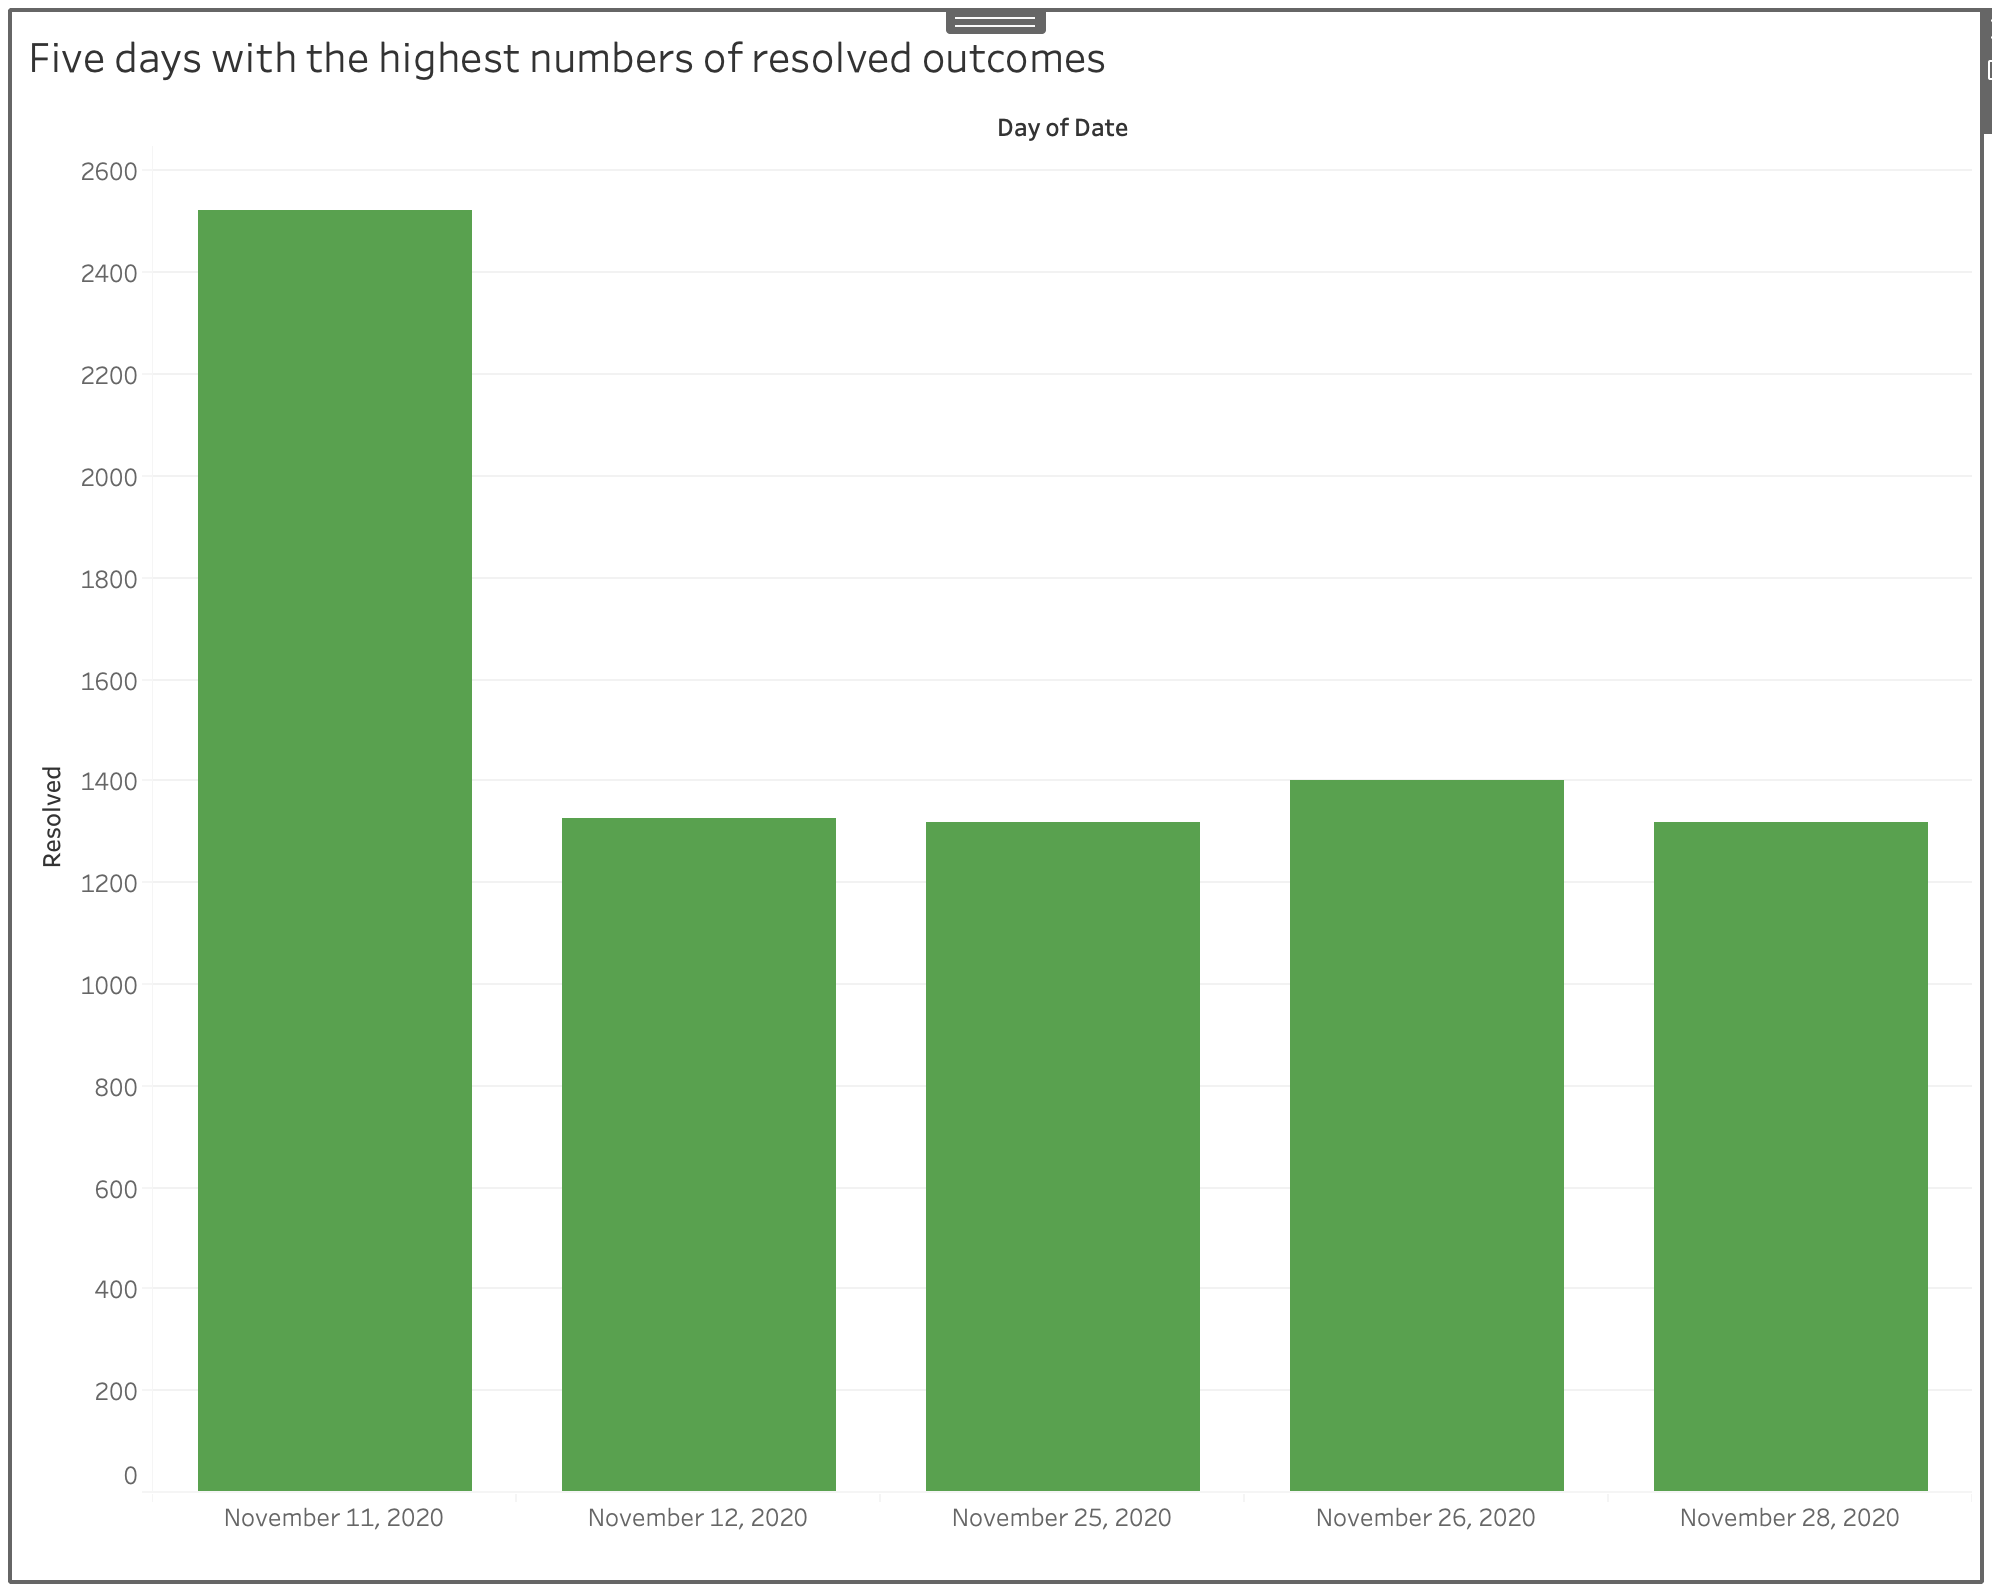 Five days with the highest numbers of resolved outcomes
Day of Date
2600
2400
2200
2000
1800
1600
1400
1200
1000
800
600
400
200
0
Resolved
November 11, 2020
November 12, 2020
November 25, 2020
November 26, 2020
November 28, 2020